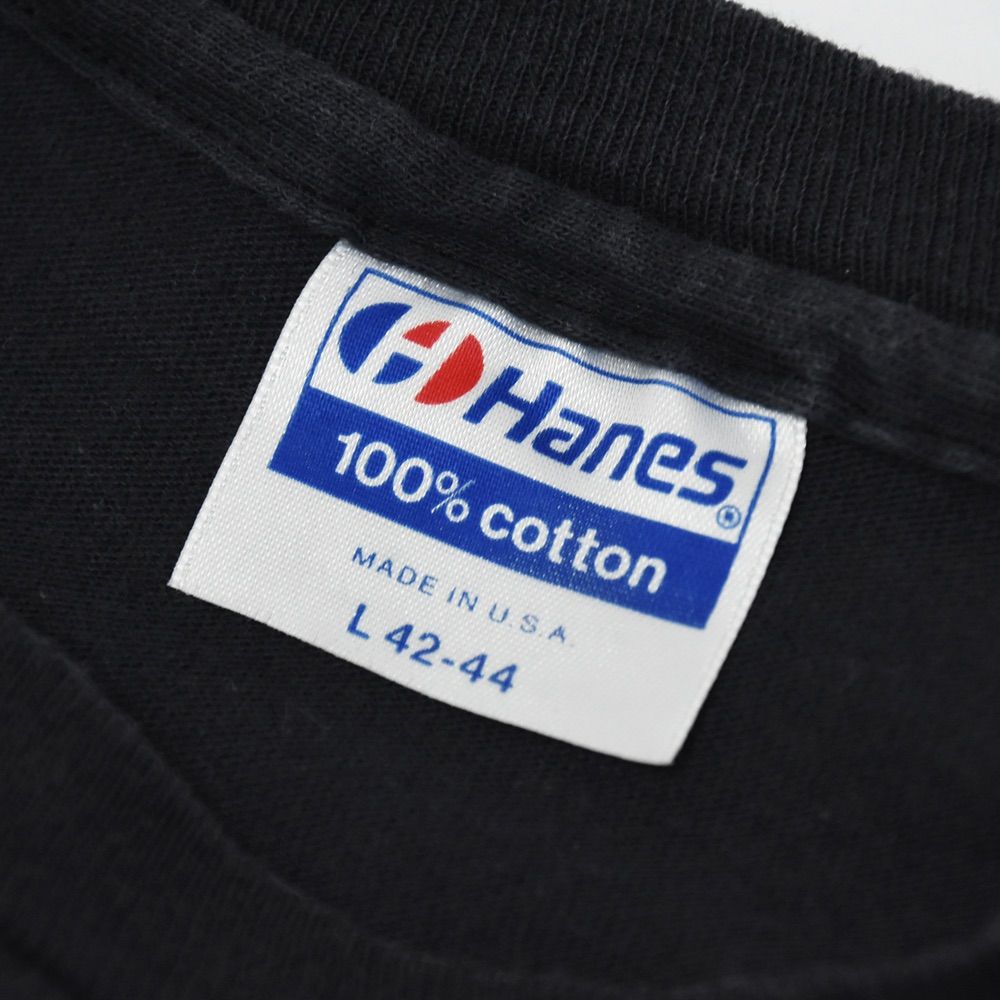 Hanes®
100% cotton
MADE IN U.S.A.
L 42-44